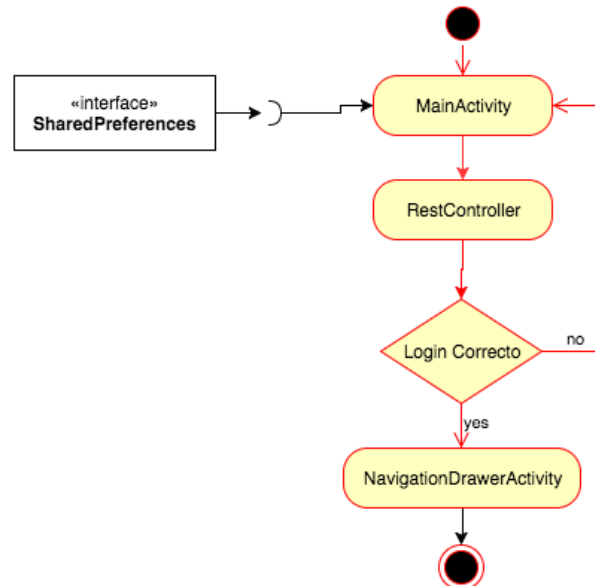 «interface»
SharedPreferences
MainActivity
RestController
Login Correcto
no
yes
NavigationDrawerActivity